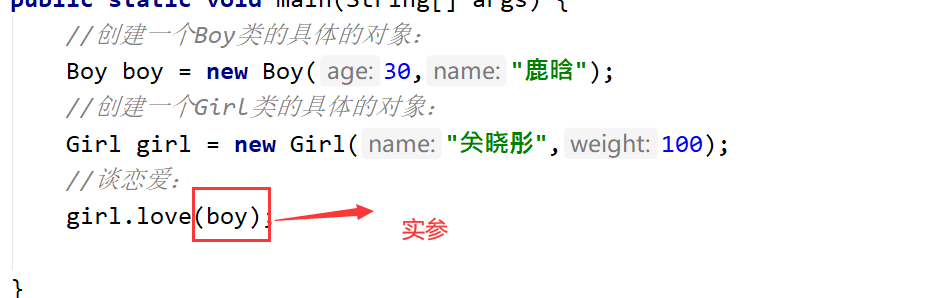 public static void main(String[] args) {
//创建一个Boy类的具体的对象:
Boy boy = new Boy( age: 30, name: "鹿晗");
//创建一个Girl类的具体的对象:
Girl girl = new Girl( name: "关晓彤", weight: 100);
//谈恋爱:
girl.love(boy);
实参
}